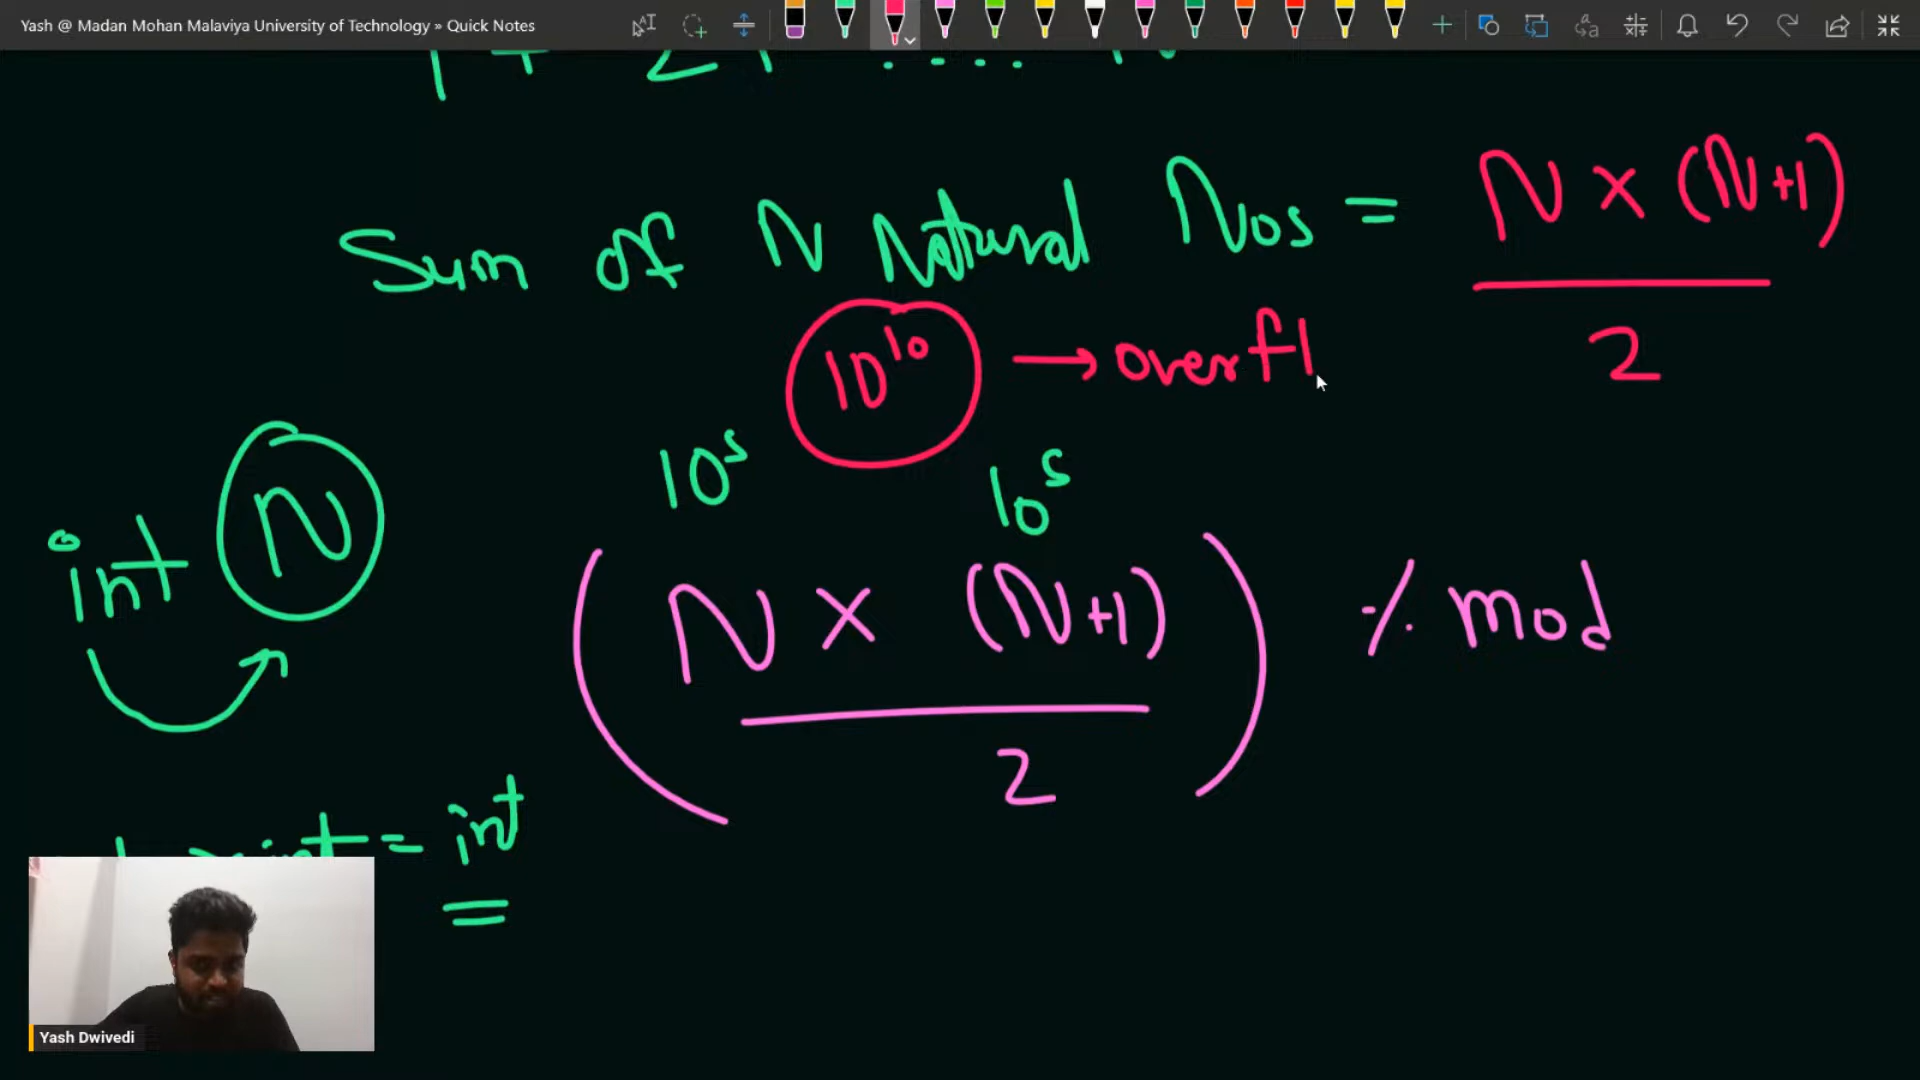 Yash @ Madan Mohan Malaviya University of Technology » Quick Notes
Sum of N Natural Nos = N × (N+1)
2
10^10 → overfl
10^5 10^5
int N
( N × (N+1) ) % mod
2
int = int
Yash Dwivedi